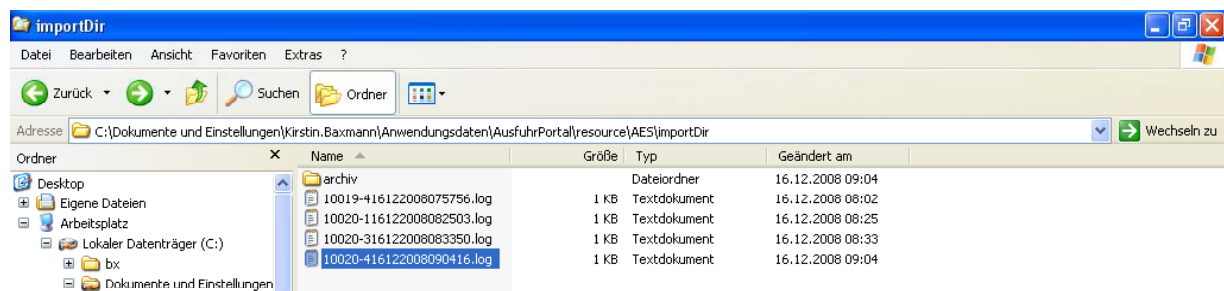 importDir
Datei Bearbeiten Ansicht Favoriten Extras ?
Zurück Suchen Ordner
Adresse C:\Dokumente und Einstellungen\Kirstin.Baxmann\Anwendungsdaten\AusfuhrPortal\resource\AES\importDir Wechseln zu
Ordner x Name Größe Typ Geändert am
Desktop archiv Dateiordner 16.12.2008 09:04
Eigene Dateien 10019-416122008075756.log 1 KB Textdokument 16.12.2008 08:02
Arbeitsplatz 10020-116122008082503.log 1 KB Textdokument 16.12.2008 08:25
Lokaler Datenträger (C:) 10020-316122008083350.log 1 KB Textdokument 16.12.2008 08:33
bx 10020-416122008090416.log 1 KB Textdokument 16.12.2008 09:04
Dokumente und Einstellungen